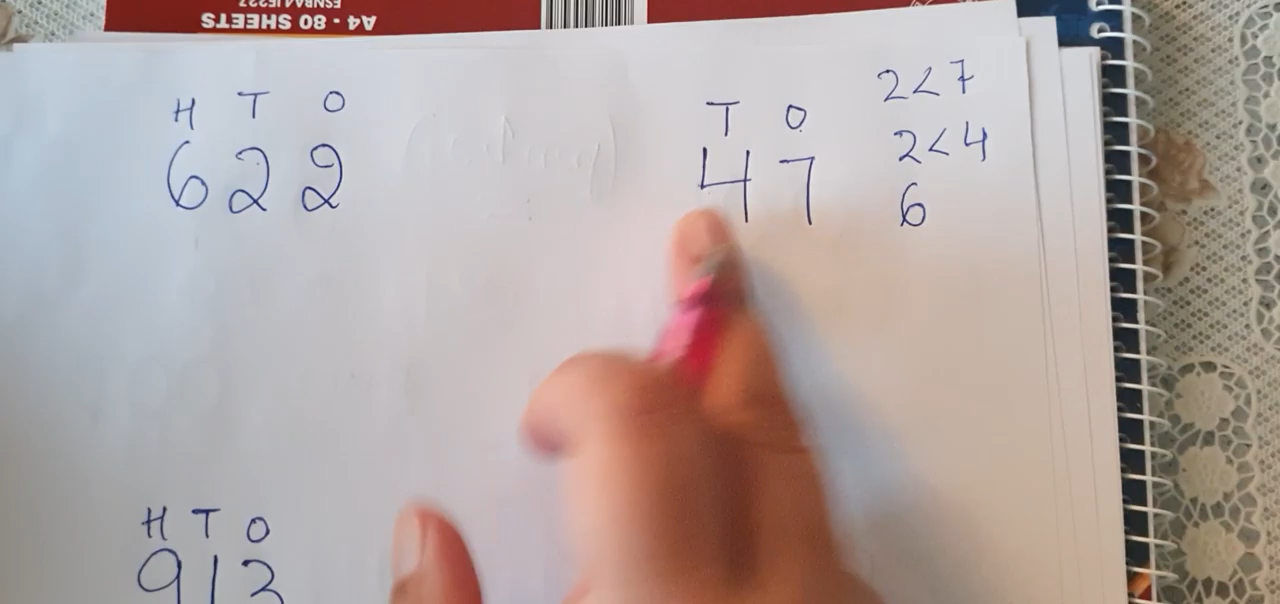 A4 - 80 SHEETS
H T O
622
T O
47
2<7
2<4
6
H T O
913